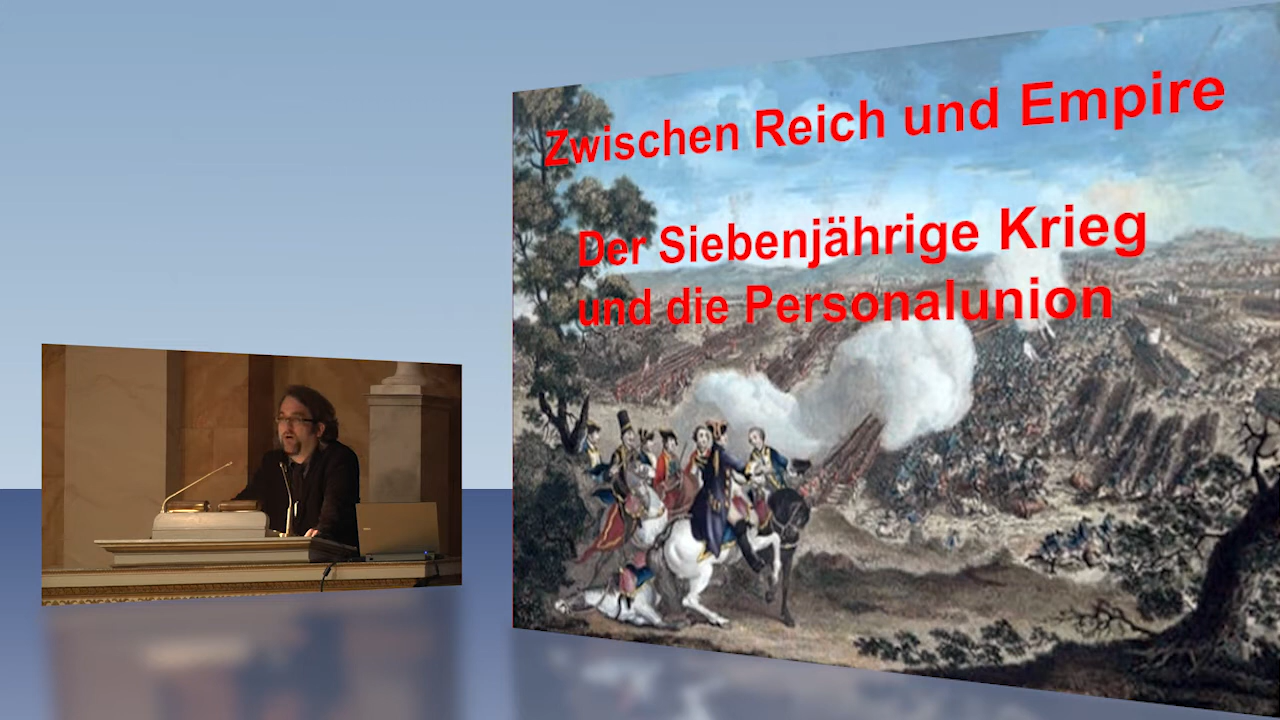 Zwischen Reich und Empire
Der Siebenjährige Krieg
und die Personalunion